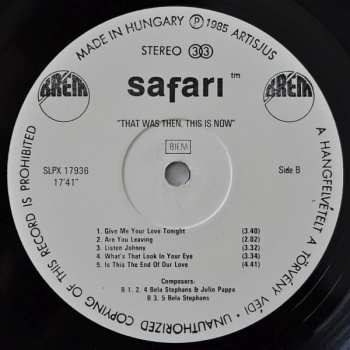 MADE IN HUNGARY Ⓟ 1985 ARTISJUS
STEREO 33
KRÉM
KRÉM
safari ™
"THAT WAS THEN, THIS IS NOW"
BIEM
SLPX 17936
17'41"
Side B
1. Give Me Your Love Tonight (3.40)
2. Are You Leaving (2.02)
3. Listen Johnny (3.32)
4. What's That Look In Your Eye (3.34)
5. Is This The End Of Our Love (4.41)
Composers:
B 1. 2. 4 Bela Stephans & Julio Pappa
B 3. 5 Bela Stephans
A HANGFELVÉTELT A TÖRVÉNY VÉDI • UNAUTHORIZED COPYING OF THIS RECORD IS PROHIBITED